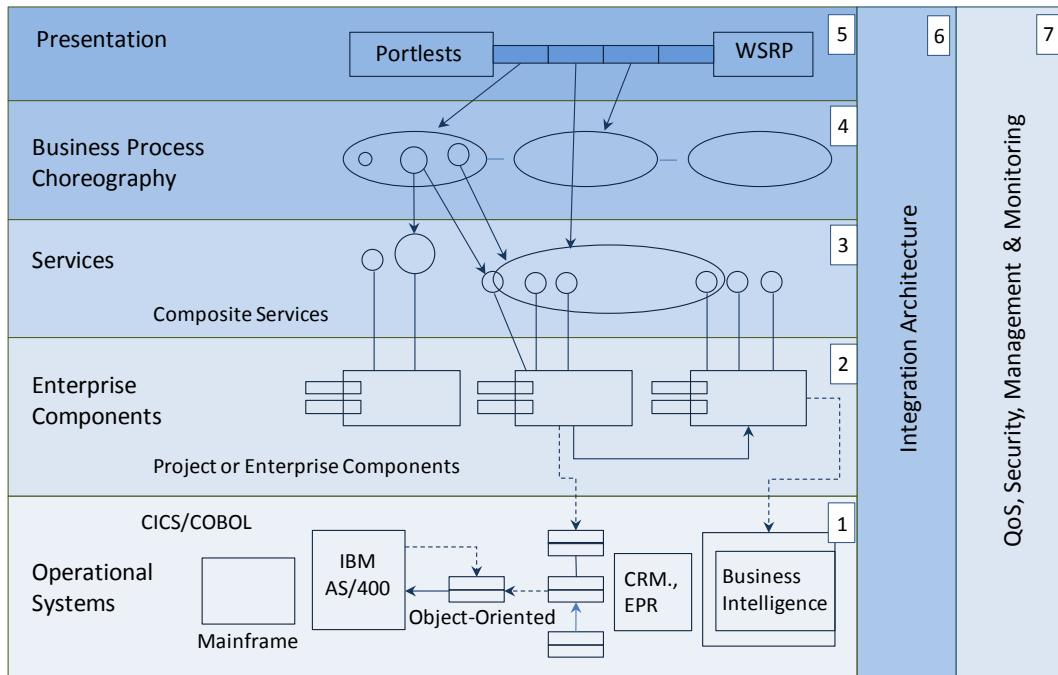 Presentation
Portlests
WSRP
5
Business Process
Choreography
4
Services
Composite Services
3
Enterprise
Components
Project or Enterprise Components
2
CICS/COBOL
Operational
Systems
Mainframe
IBM
AS/400
Object-Oriented
CRM.,
EPR
Business
Intelligence
1
6
Integration Architecture
7
QoS, Security, Management & Monitoring